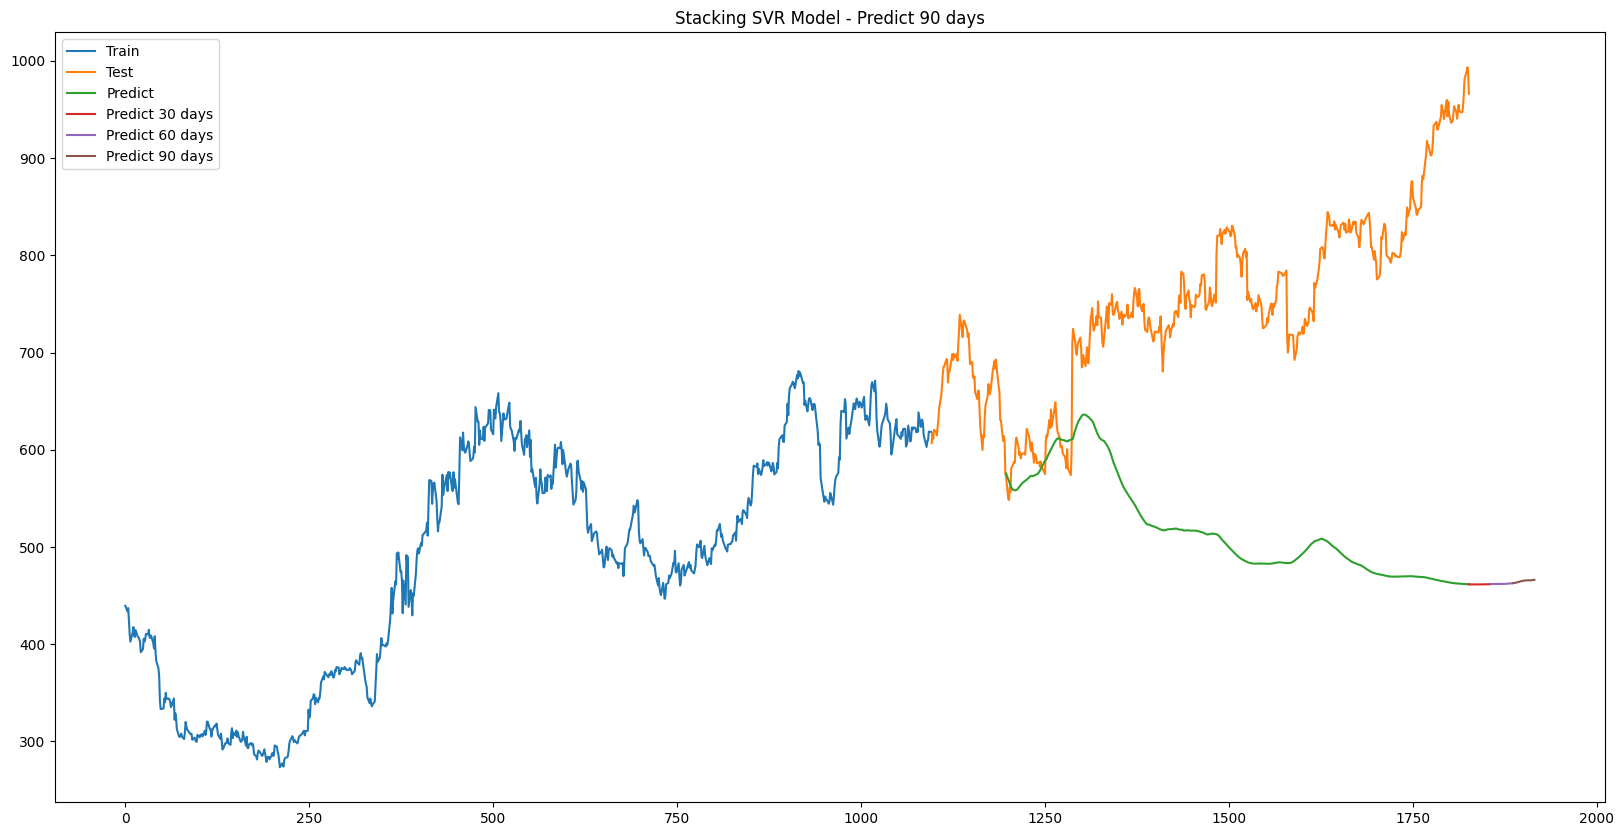 Stacking SVR Model - Predict 90 days
Train
Test
Predict
Predict 30 days
Predict 60 days
Predict 90 days
1000
900
800
700
600
500
400
300
0 250 500 750 1000 1250 1500 1750 2000